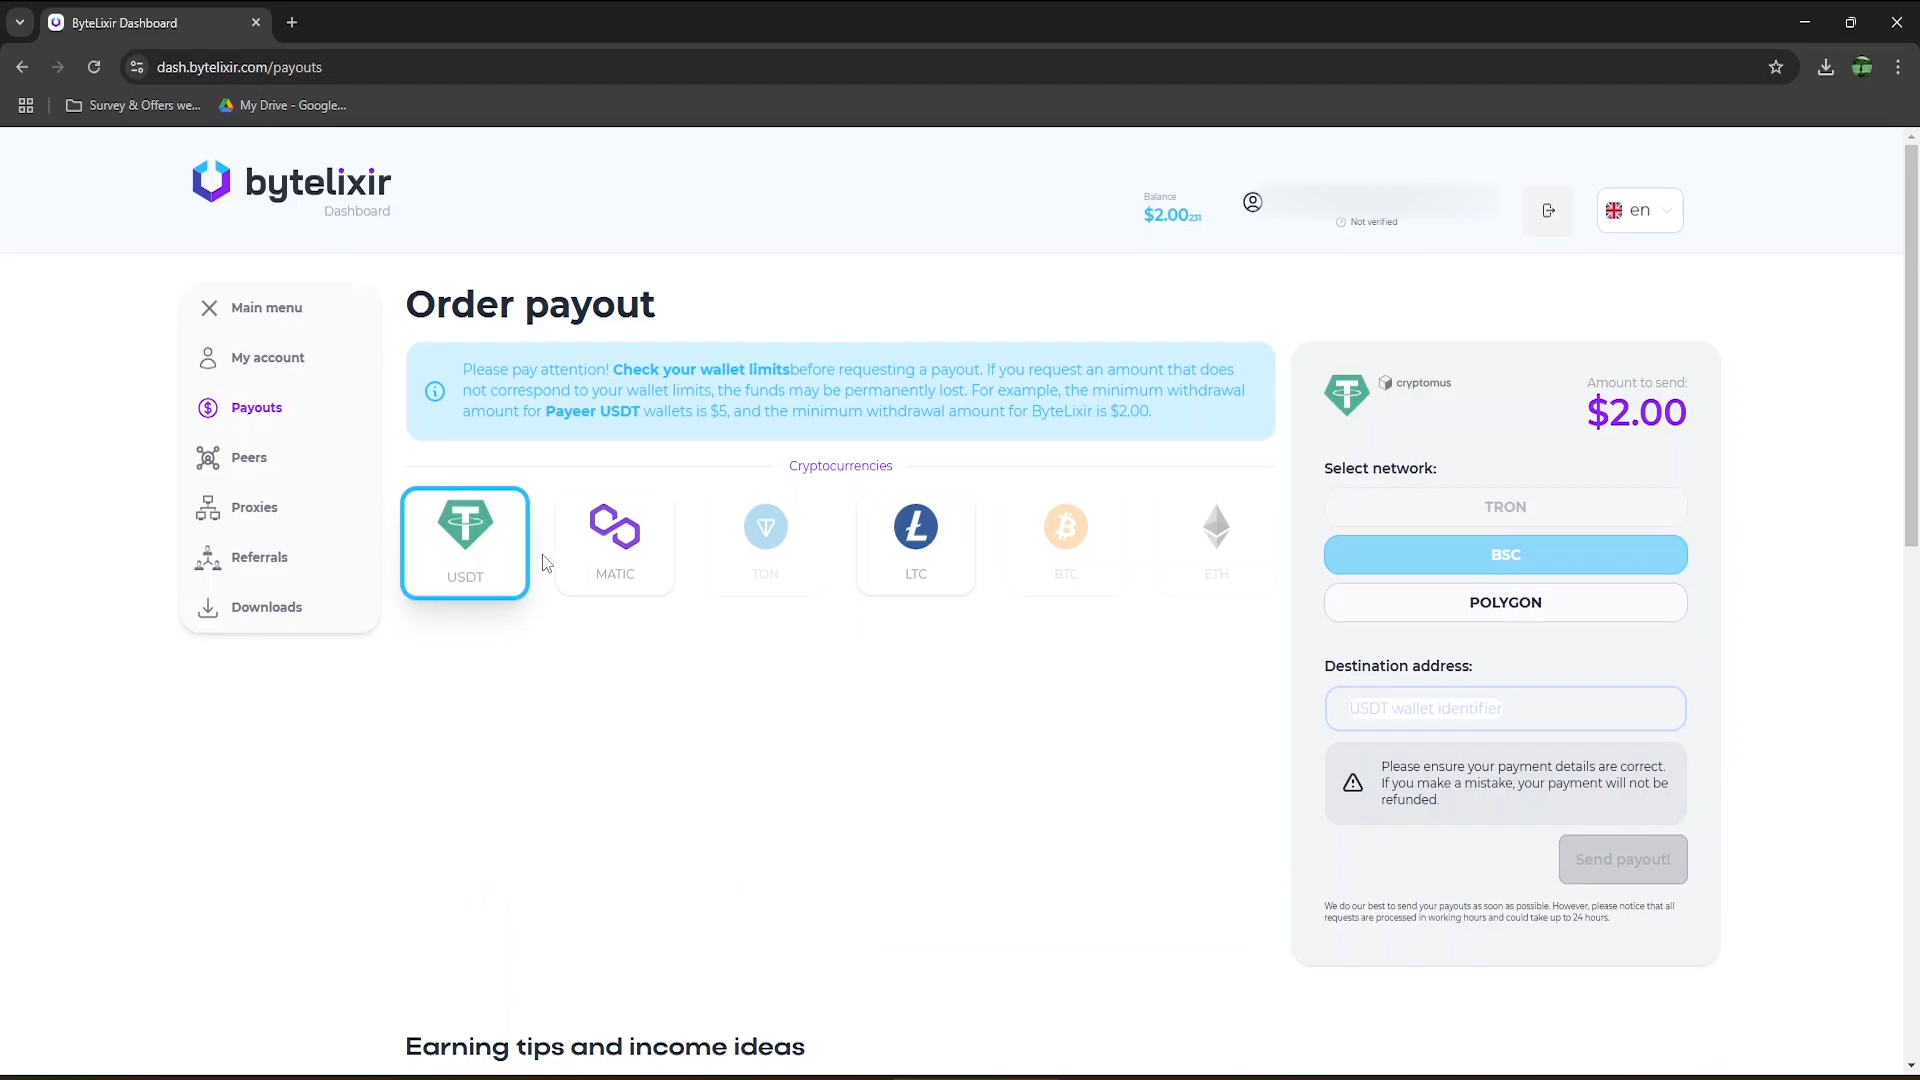 ByteLixir Dashboard
dash.bytelixir.com/payouts
Survey & Offers we...
My Drive - Google...
bytelixir
Dashboard
Balance
$2.00231
Not verified
en
Main menu
My account
Payouts
Peers
Proxies
Referrals
Downloads
Order payout
Please pay attention! Check your wallet limitsbefore requesting a payout. If you request an amount that does
not correspond to your wallet limits, the funds may be permanently lost. For example, the minimum withdrawal
amount for Payeer USDT wallets is $5, and the minimum withdrawal amount for ByteLixir is $2.00.
Cryptocurrencies
USDT
MATIC
TON
LTC
BTC
ETH
cryptomus
Amount to send:
$2.00
Select network:
TRON
BSC
POLYGON
Destination address:
USDT wallet identifier
Please ensure your payment details are correct.
If you make a mistake, your payment will not be
refunded.
Send payout!
We do our best to send your payouts as soon as possible. However, please notice that all
requests are processed in working hours and could take up to 24 hours.
Earning tips and income ideas